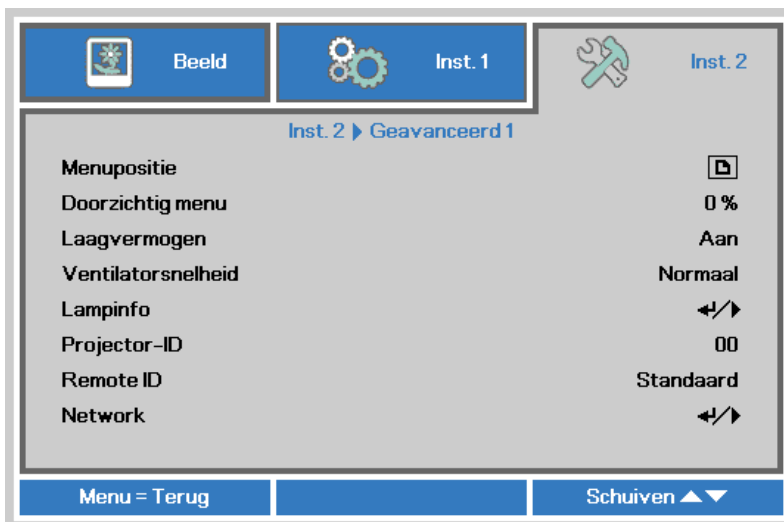 Beeld
Inst. 1
Inst. 2
Inst. 2 Geavanceerd 1
Menupositie
Doorzichtig menu 0 %
Laagvermogen Aan
Ventilatorsnelheid Normaal
Lampinfo ↵/▶
Projector-ID 00
Remote ID Standaard
Network ↵/▶
Menu = Terug
Schuiven ▲▼